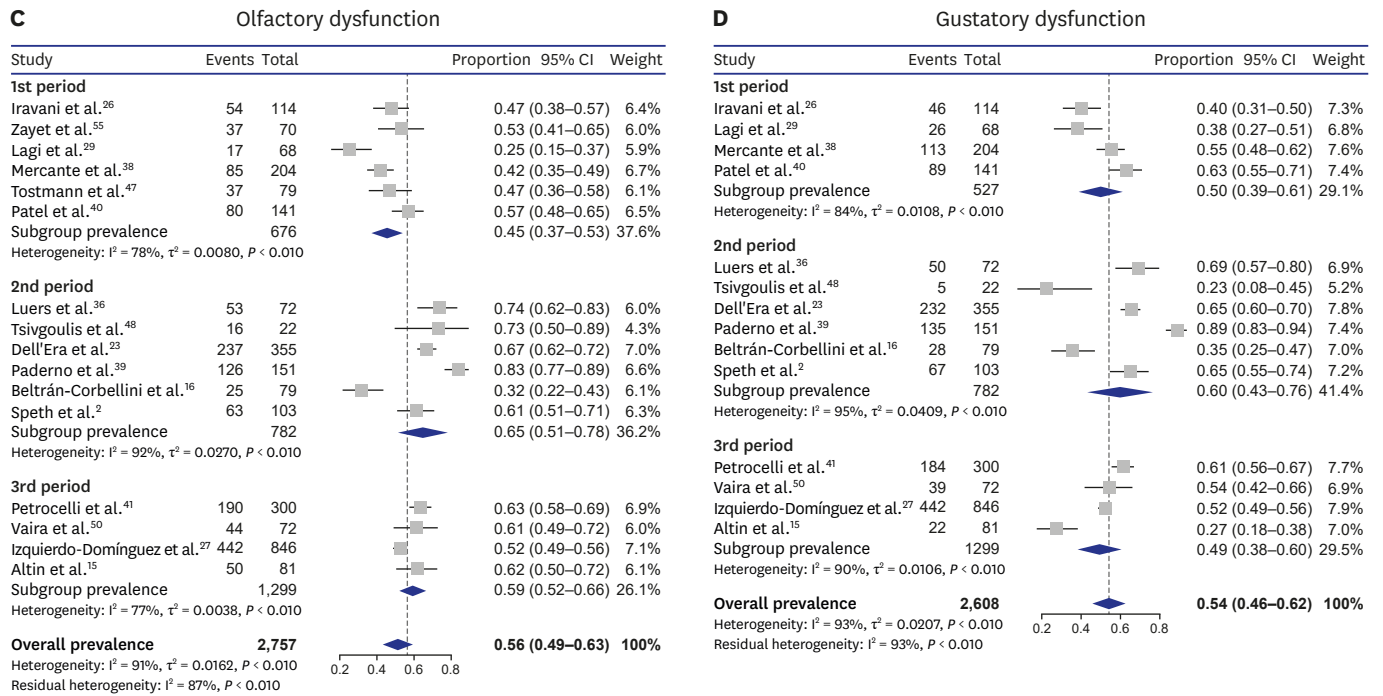 C Olfactory dysfunction
Study Events Total Proportion 95% CI Weight
1st period
Iravani et al.26 54 114 0.47 (0.38–0.57) 6.4%
Zayet et al.55 37 70 0.53 (0.41–0.65) 6.0%
Lagi et al.29 17 68 0.25 (0.15–0.37) 5.9%
Mercante et al.38 85 204 0.42 (0.35–0.49) 6.7%
Tostmann et al.47 37 79 0.47 (0.36–0.58) 6.1%
Patel et al.40 80 141 0.57 (0.48–0.65) 6.5%
Subgroup prevalence 676 0.45 (0.37–0.53) 37.6%
Heterogeneity: I² = 78%, τ² = 0.0080, P < 0.010
2nd period
Luers et al.36 53 72 0.74 (0.62–0.83) 6.0%
Tsivgoulis et al.48 16 22 0.73 (0.50–0.89) 4.3%
Dell'Era et al.23 237 355 0.67 (0.62–0.72) 7.0%
Paderno et al.39 126 151 0.83 (0.77–0.89) 6.6%
Beltrán-Corbellini et al.16 25 79 0.32 (0.22–0.43) 6.1%
Speth et al.2 63 103 0.61 (0.51–0.71) 6.3%
Subgroup prevalence 782 0.65 (0.51–0.78) 36.2%
Heterogeneity: I² = 92%, τ² = 0.0270, P < 0.010
3rd period
Petrocelli et al.41 190 300 0.63 (0.58–0.69) 6.9%
Vaira et al.50 44 72 0.61 (0.49–0.72) 6.0%
Izquierdo-Domínguez et al.27 442 846 0.52 (0.49–0.56) 7.1%
Altin et al.15 50 81 0.62 (0.50–0.72) 6.1%
Subgroup prevalence 1,299 0.59 (0.52–0.66) 26.1%
Heterogeneity: I² = 77%, τ² = 0.0038, P < 0.010
Overall prevalence 2,757 0.56 (0.49–0.63) 100%
Heterogeneity: I² = 91%, τ² = 0.0162, P < 0.010
Residual heterogeneity: I² = 87%, P < 0.010
0.2 0.4 0.6 0.8
D Gustatory dysfunction
Study Events Total Proportion 95% CI Weight
1st period
Iravani et al.26 46 114 0.40 (0.31–0.50) 7.3%
Lagi et al.29 26 68 0.38 (0.27–0.51) 6.8%
Mercante et al.38 113 204 0.55 (0.48–0.62) 7.6%
Patel et al.40 89 141 0.63 (0.55–0.71) 7.4%
Subgroup prevalence 527 0.50 (0.39–0.61) 29.1%
Heterogeneity: I² = 84%, τ² = 0.0108, P < 0.010
2nd period
Luers et al.36 50 72 0.69 (0.57–0.80) 6.9%
Tsivgoulis et al.48 5 22 0.23 (0.08–0.45) 5.2%
Dell'Era et al.23 232 355 0.65 (0.60–0.70) 7.8%
Paderno et al.39 135 151 0.89 (0.83–0.94) 7.4%
Beltrán-Corbellini et al.16 28 79 0.35 (0.25–0.47) 7.0%
Speth et al.2 67 103 0.65 (0.55–0.74) 7.2%
Subgroup prevalence 782 0.60 (0.43–0.76) 41.4%
Heterogeneity: I² = 95%, τ² = 0.0409, P < 0.010
3rd period
Petrocelli et al.41 184 300 0.61 (0.56–0.67) 7.7%
Vaira et al.50 39 72 0.54 (0.42–0.66) 6.9%
Izquierdo-Domínguez et al.27 442 846 0.52 (0.49–0.56) 7.9%
Altin et al.15 22 81 0.27 (0.18–0.38) 7.0%
Subgroup prevalence 1299 0.49 (0.38–0.60) 29.5%
Heterogeneity: I² = 90%, τ² = 0.0106, P < 0.010
Overall prevalence 2,608 0.54 (0.46–0.62) 100%
Heterogeneity: I² = 93%, τ² = 0.0207, P < 0.010
Residual heterogeneity: I² = 93%, P < 0.010
0.2 0.4 0.6 0.8